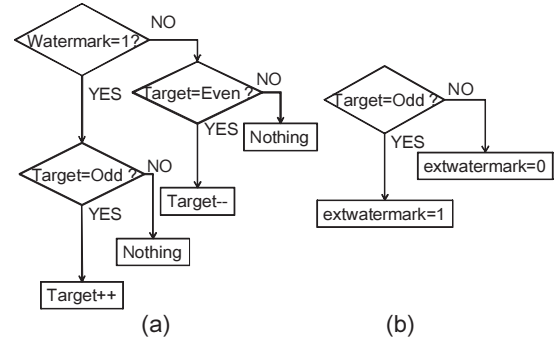 Watermark=1?
NO
YES
Target=Even ?
NO
YES
Nothing
Target--
Target=Odd ?
NO
YES
Nothing
Target++
(a)
Target=Odd ?
NO
YES
extwatermark=0
extwatermark=1
(b)